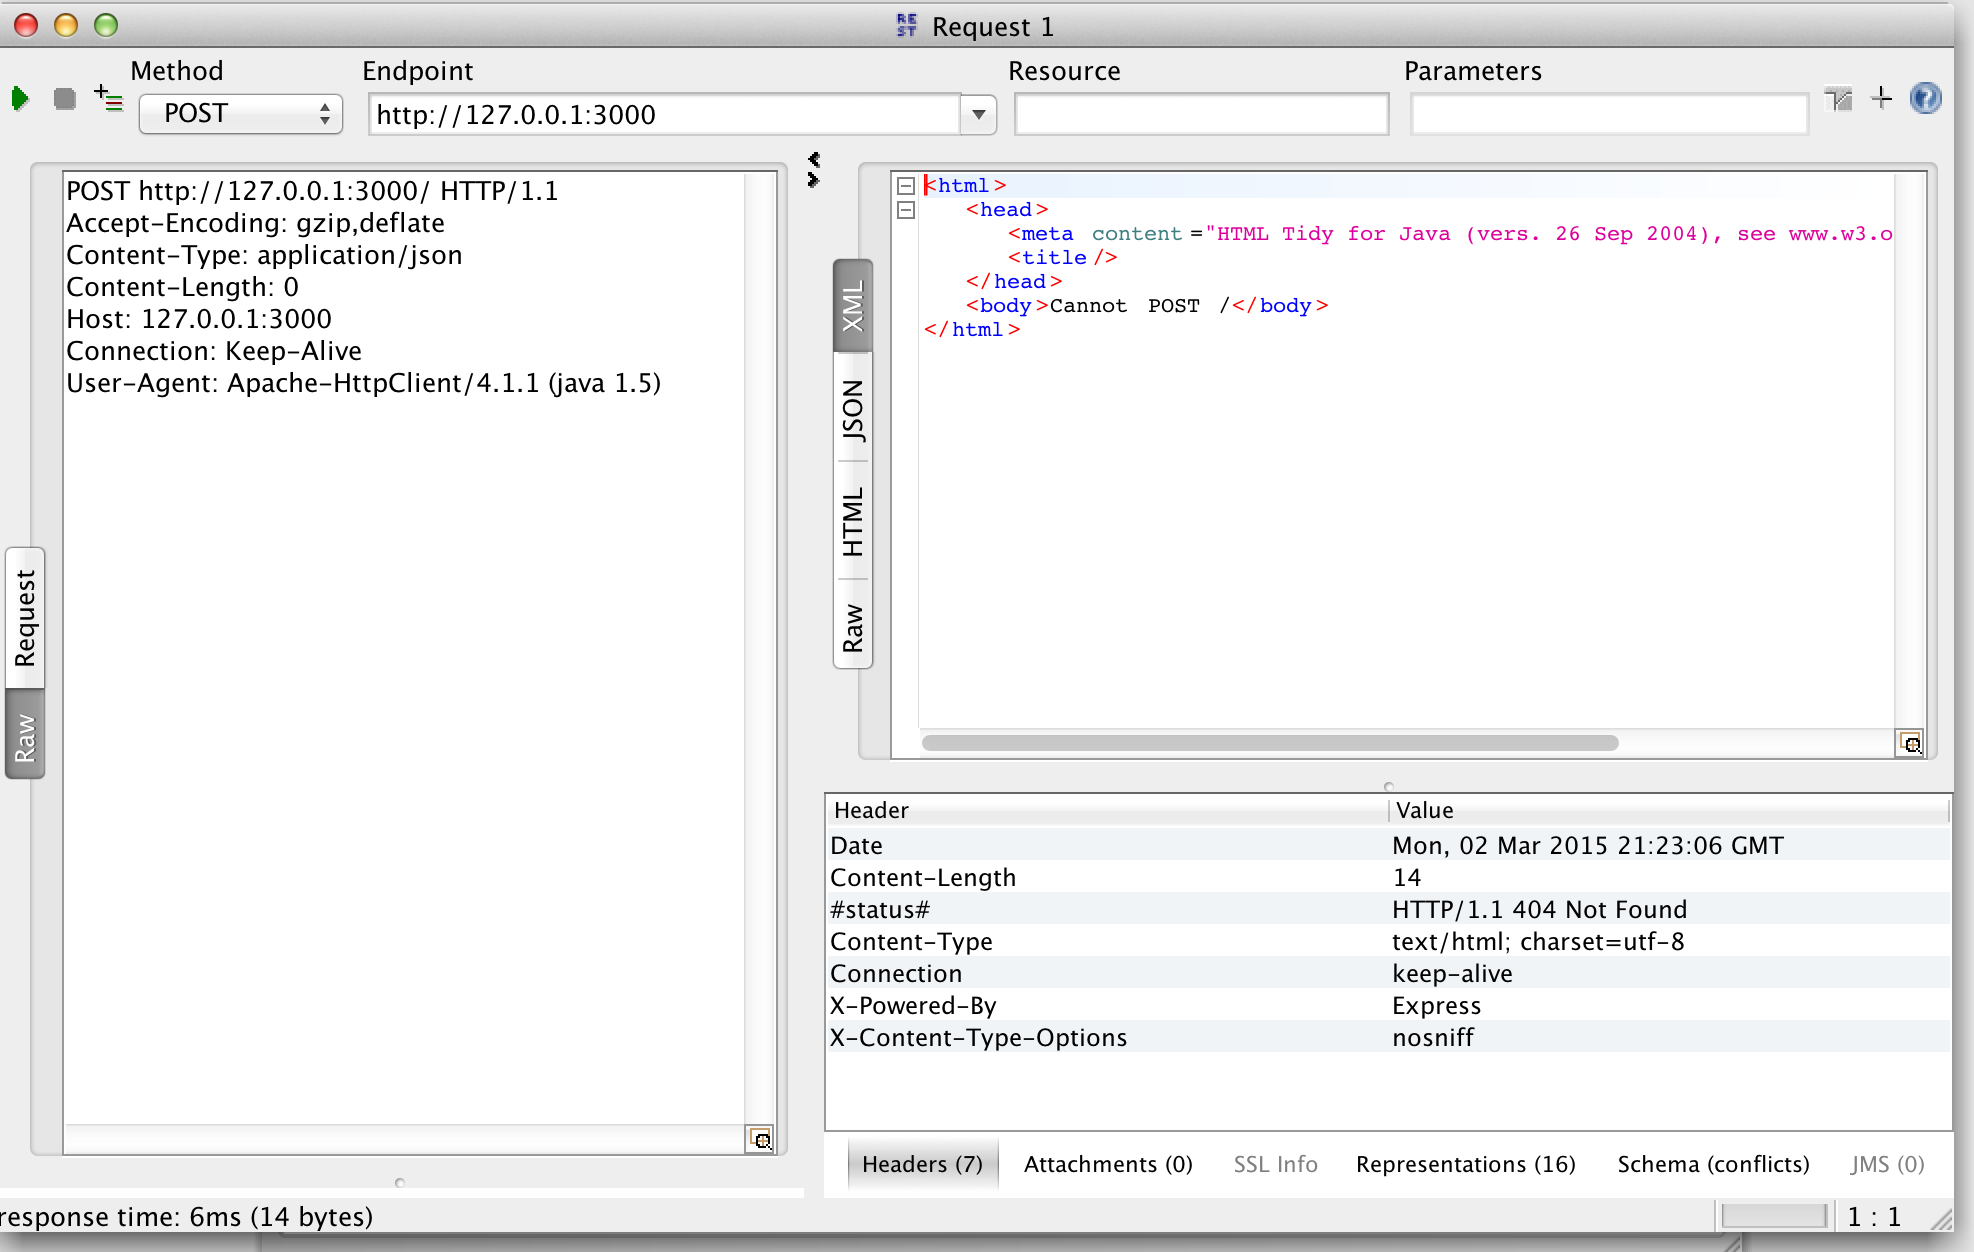 REST Request 1
Method
Endpoint
Resource
Parameters
POST
http://127.0.0.1:3000
POST http://127.0.0.1:3000/ HTTP/1.1
Accept-Encoding: gzip,deflate
Content-Type: application/json
Content-Length: 0
Host: 127.0.0.1:3000
Connection: Keep-Alive
User-Agent: Apache-HttpClient/4.1.1 (java 1.5)
Request
Raw
XML
JSON
HTML
Raw
<html>
<head>
<meta content="HTML Tidy for Java (vers. 26 Sep 2004), see www.w3.o
<title/>
</head>
<body>Cannot POST /</body>
</html>
Header Value
Date Mon, 02 Mar 2015 21:23:06 GMT
Content-Length 14
#status# HTTP/1.1 404 Not Found
Content-Type text/html; charset=utf-8
Connection keep-alive
X-Powered-By Express
X-Content-Type-Options nosniff
Headers (7) Attachments (0) SSL Info Representations (16) Schema (conflicts) JMS (0)
response time: 6ms (14 bytes)
1 : 1